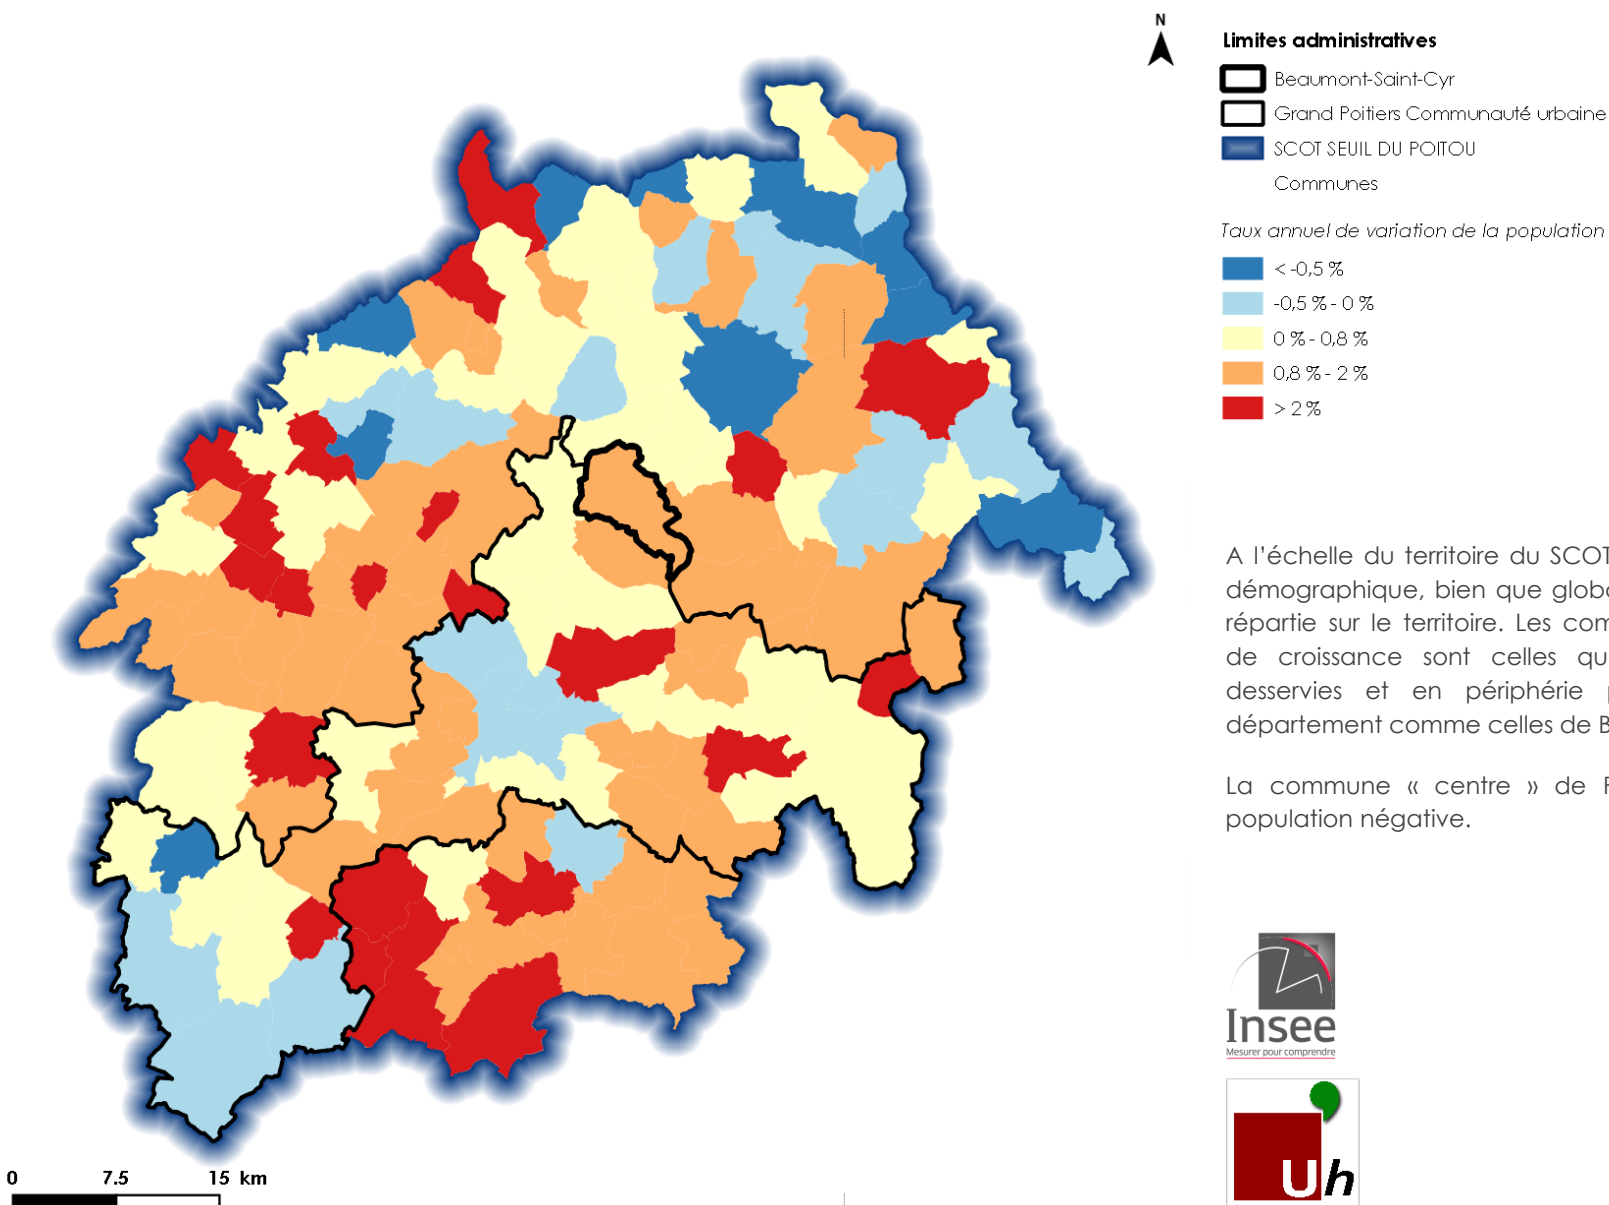 N
Limites administratives
Beaumont-Saint-Cyr
Grand Poitiers Communauté urbaine
SCOT SEUIL DU POITOU
Communes
Taux annuel de variation de la population
< -0,5 %
-0,5 % - 0 %
0 % - 0,8 %
0,8 % - 2 %
> 2 %
A l'échelle du territoire du SCOT
démographique, bien que globa
répartie sur le territoire. Les com
de croissance sont celles qu
desservies et en périphérie p
département comme celles de B
La commune « centre » de
population négative.
Insee
Mesurer pour comprendre
Uh
0 7.5 15 km